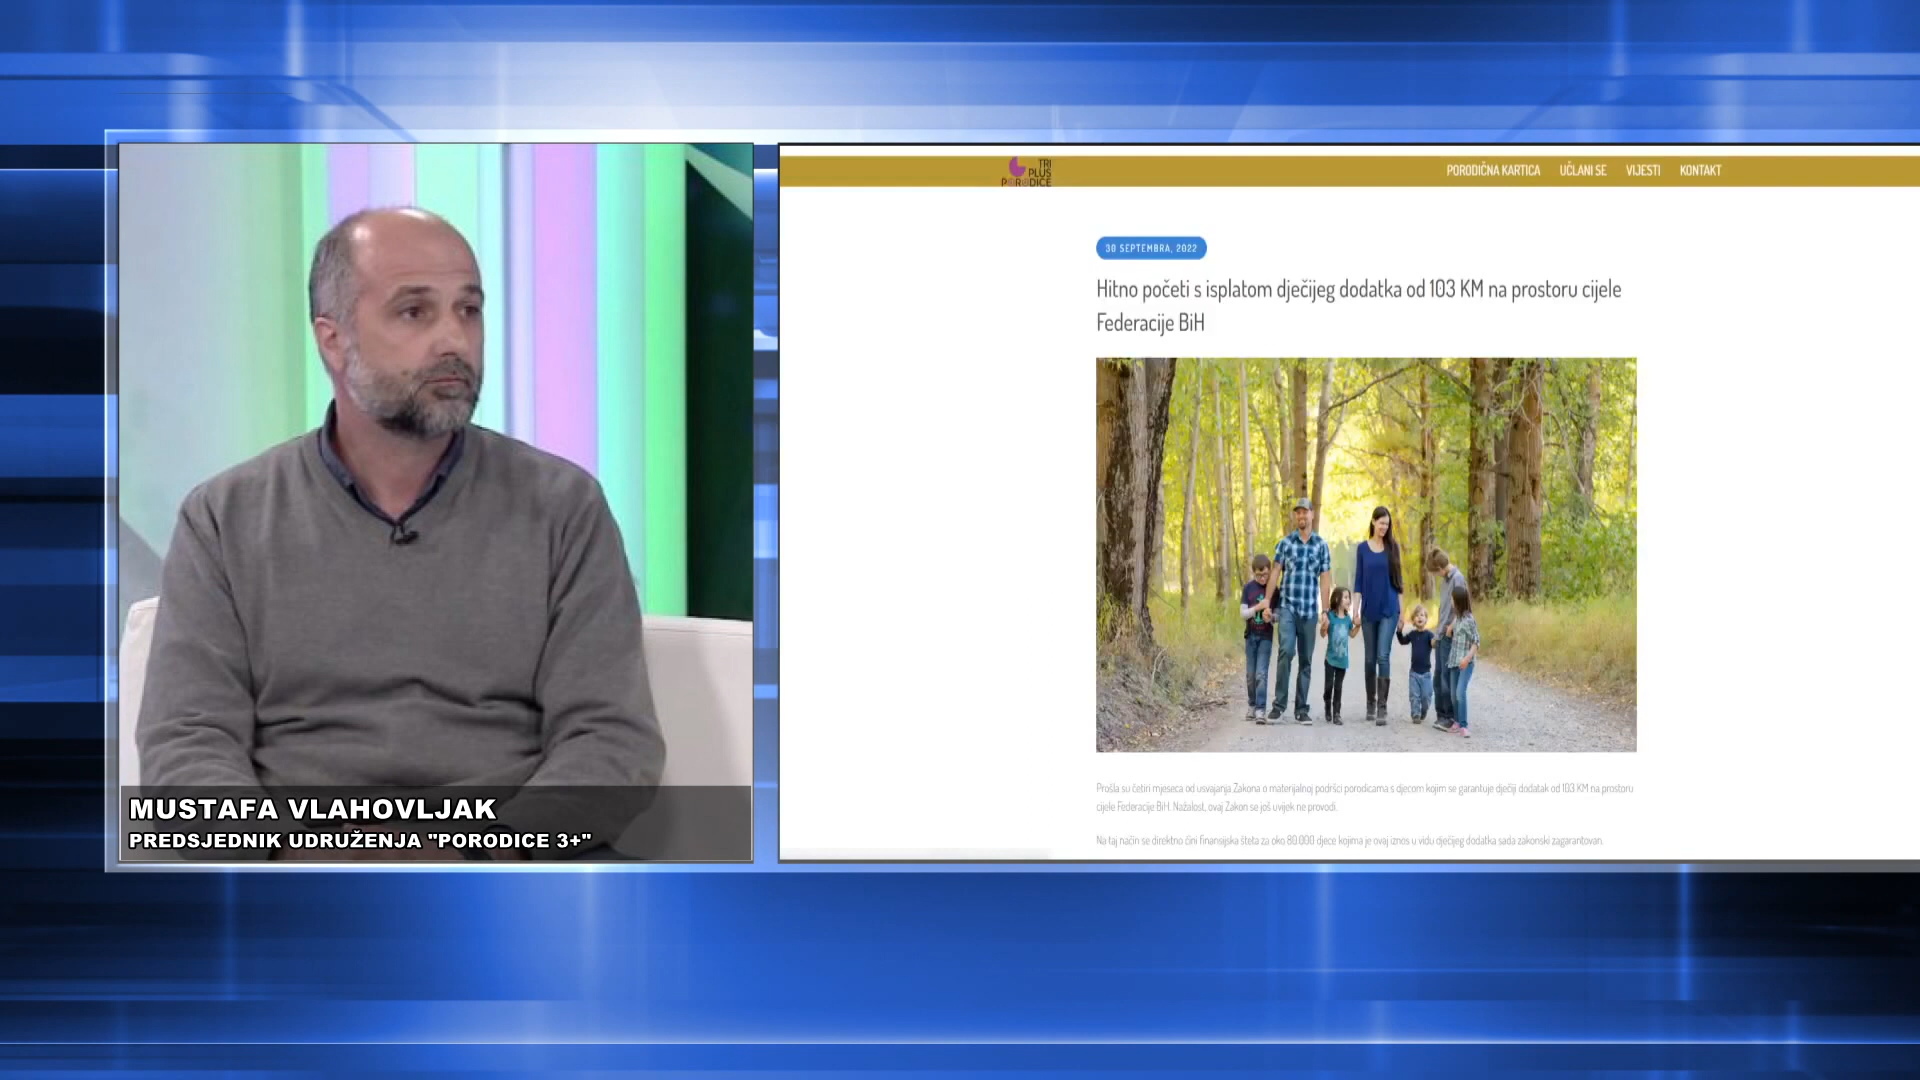 MUSTAFA VLAHOVLJAK
PREDSJEDNIK UDRUŽENJA "PORODICE 3+"
TRI
PLUS
PORODICE
PORODIČNA KARTICA UČLANI SE VIJESTI KONTAKT
30 SEPTEMBRA, 2022
Hitno početi s isplatom dječijeg dodatka od 103 KM na prostoru cijele
Federacije BiH
Prošla su četiri mjeseca od usvajanja Zakona o materijalnoj podršci porodicama s djecom kojim se garantuje dječiji dodatak od 103 KM na prostoru
cijele Federacije BiH. Nažalost, ovaj Zakon se još uvijek ne provodi.
Na taj način se direktno čini finansijska šteta za oko 80.000 djece kojima je ovaj iznos u vidu dječijeg dodatka sada zakonski zagarantovan.